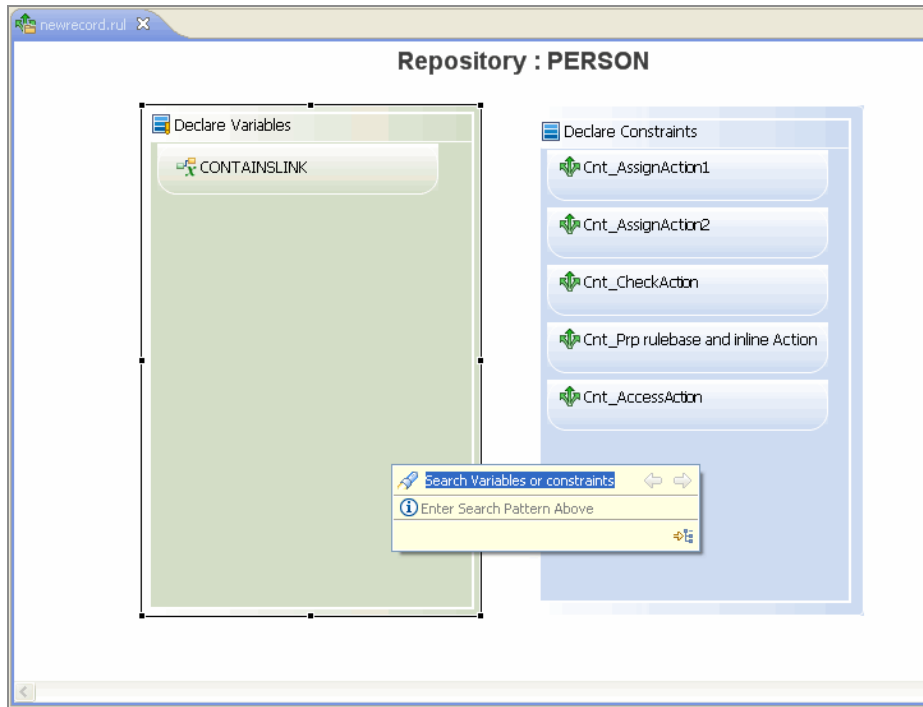 newrecord.rul
Repository : PERSON
Declare Variables
CONTAINSLINK
Declare Constraints
Cnt_AssignAction1
Cnt_AssignAction2
Cnt_CheckAction
Cnt_Prp rulebase and inline Action
Cnt_AccessAction
Search Variables or constraints
Enter Search Pattern Above